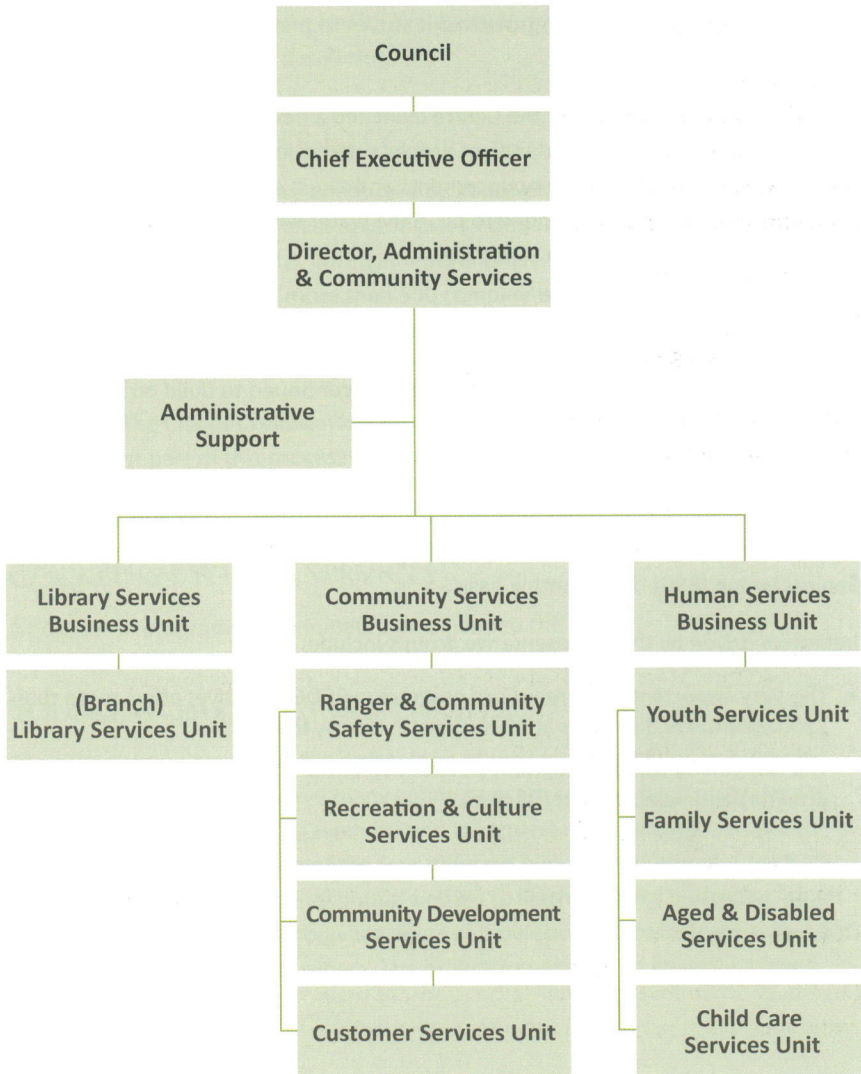 Council
Chief Executive Officer
Director, Administration
& Community Services
Administrative
Support
Library Services
Business Unit
(Branch)
Library Services Unit
Community Services
Business Unit
Ranger & Community
Safety Services Unit
Recreation & Culture
Services Unit
Community Development
Services Unit
Customer Services Unit
Human Services
Business Unit
Youth Services Unit
Family Services Unit
Aged & Disabled
Services Unit
Child Care
Services Unit